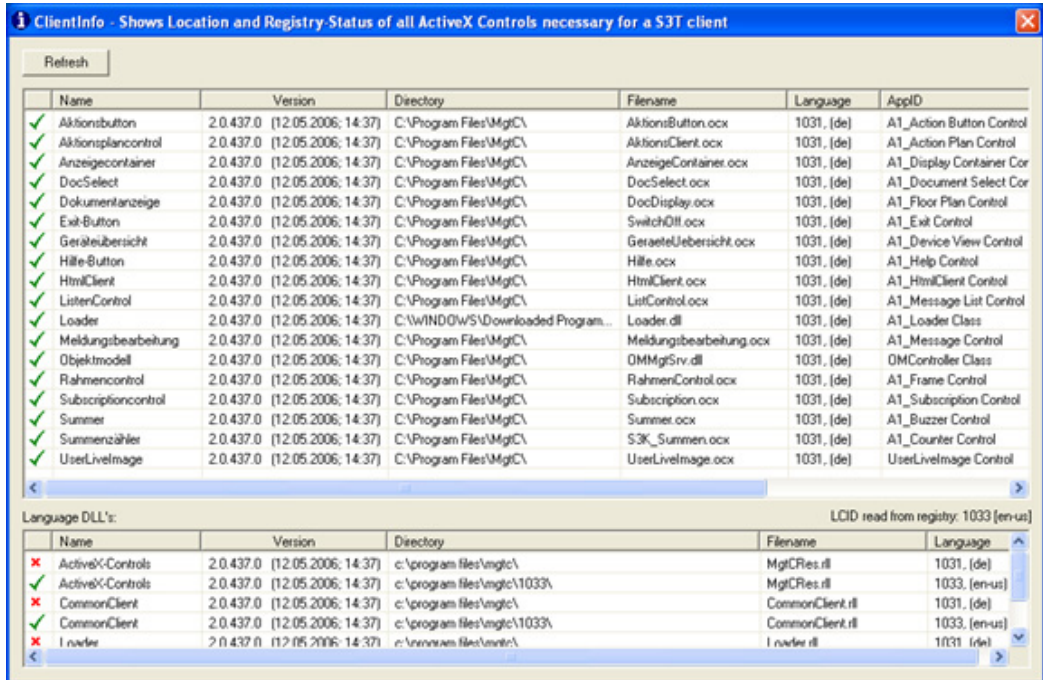 ClientInfo - Shows Location and Registry-Status of all ActiveX Controls necessary for a S3T client
Refresh
Name Version Directory Filename Language AppID
Aktionsbutton 2.0.437.0 (12.05.2006; 14:37) C:\Program Files\MgtC\ AktionsButton.ocx 1031, (de) A1_Action Button Control
Aktionsplancontrol 2.0.437.0 (12.05.2006; 14:37) C:\Program Files\MgtC\ AktionsClient.ocx 1031, (de) A1_Action Plan Control
Anzeigecontainer 2.0.437.0 (12.05.2006; 14:37) C:\Program Files\MgtC\ AnzeigeContainer.ocx 1031, (de) A1_Display Container Cor
DocSelect 2.0.437.0 (12.05.2006; 14:37) C:\Program Files\MgtC\ DocSelect.ocx 1031, (de) A1_Document Select Cor
Dokumentanzeige 2.0.437.0 (12.05.2006; 14:37) C:\Program Files\MgtC\ DocDisplay.ocx 1031, (de) A1_Floor Plan Control
Exit-Button 2.0.437.0 (12.05.2006; 14:37) C:\Program Files\MgtC\ SwitchOff.ocx 1031, (de) A1_Exit Control
Geräteübersicht 2.0.437.0 (12.05.2006; 14:37) C:\Program Files\MgtC\ GeraeteUebersicht.ocx 1031, (de) A1_Device View Control
Hilfe-Button 2.0.437.0 (12.05.2006; 14:37) C:\Program Files\MgtC\ Hilfe.ocx 1031, (de) A1_Help Control
HtmlClient 2.0.437.0 (12.05.2006; 14:37) C:\Program Files\MgtC\ HtmlClient.ocx 1031, (de) A1_HtmlClient Control
ListenControl 2.0.437.0 (12.05.2006; 14:37) C:\Program Files\MgtC\ ListControl.ocx 1031, (de) A1_Message List Control
Loader 2.0.437.0 (12.05.2006; 14:37) C:\WINDOWS\Downloaded Program... Loader.dll 1031, (de) A1_Loader Class
Meldungsbearbeitung 2.0.437.0 (12.05.2006; 14:37) C:\Program Files\MgtC\ Meldungsbearbeitung.ocx 1031, (de) A1_Message Control
Objektmodell 2.0.437.0 (12.05.2006; 14:37) C:\Program Files\MgtC\ OMMgtSrv.dll 1031, (de) OMController Class
Rahmencontrol 2.0.437.0 (12.05.2006; 14:37) C:\Program Files\MgtC\ RahmenControl.ocx 1031, (de) A1_Frame Control
Subscriptioncontrol 2.0.437.0 (12.05.2006; 14:37) C:\Program Files\MgtC\ Subscription.ocx 1031, (de) A1_Subscription Control
Summer 2.0.437.0 (12.05.2006; 14:37) C:\Program Files\MgtC\ Summer.ocx 1031, (de) A1_Buzzer Control
Summenzähler 2.0.437.0 (12.05.2006; 14:37) C:\Program Files\MgtC\ S3K_Summen.ocx 1031, (de) A1_Counter Control
UserLiveImage 2.0.437.0 (12.05.2006; 14:37) C:\Program Files\MgtC\ UserLiveImage.ocx 1031, (de) UserLiveImage Control
Language DLL's: LCID read from registry: 1033 [en-us]
Name Version Directory Filename Language
ActiveX-Controls 2.0.437.0 (12.05.2006; 14:37) c:\program files\mgtc\ MgtCRes.rll 1031, (de)
ActiveX-Controls 2.0.437.0 (12.05.2006; 14:37) c:\program files\mgtc\1033\ MgtCRes.rll 1033, (en-us)
CommonClient 2.0.437.0 (12.05.2006; 14:37) c:\program files\mgtc\ CommonClient.rll 1031, (de)
CommonClient 2.0.437.0 (12.05.2006; 14:37) c:\program files\mgtc\1033\ CommonClient.rll 1033, (en-us)
Loader 2.0.437.0 (12.05.2006; 14:37) c:\program files\mgtc\ Loader.rll 1031, (de)